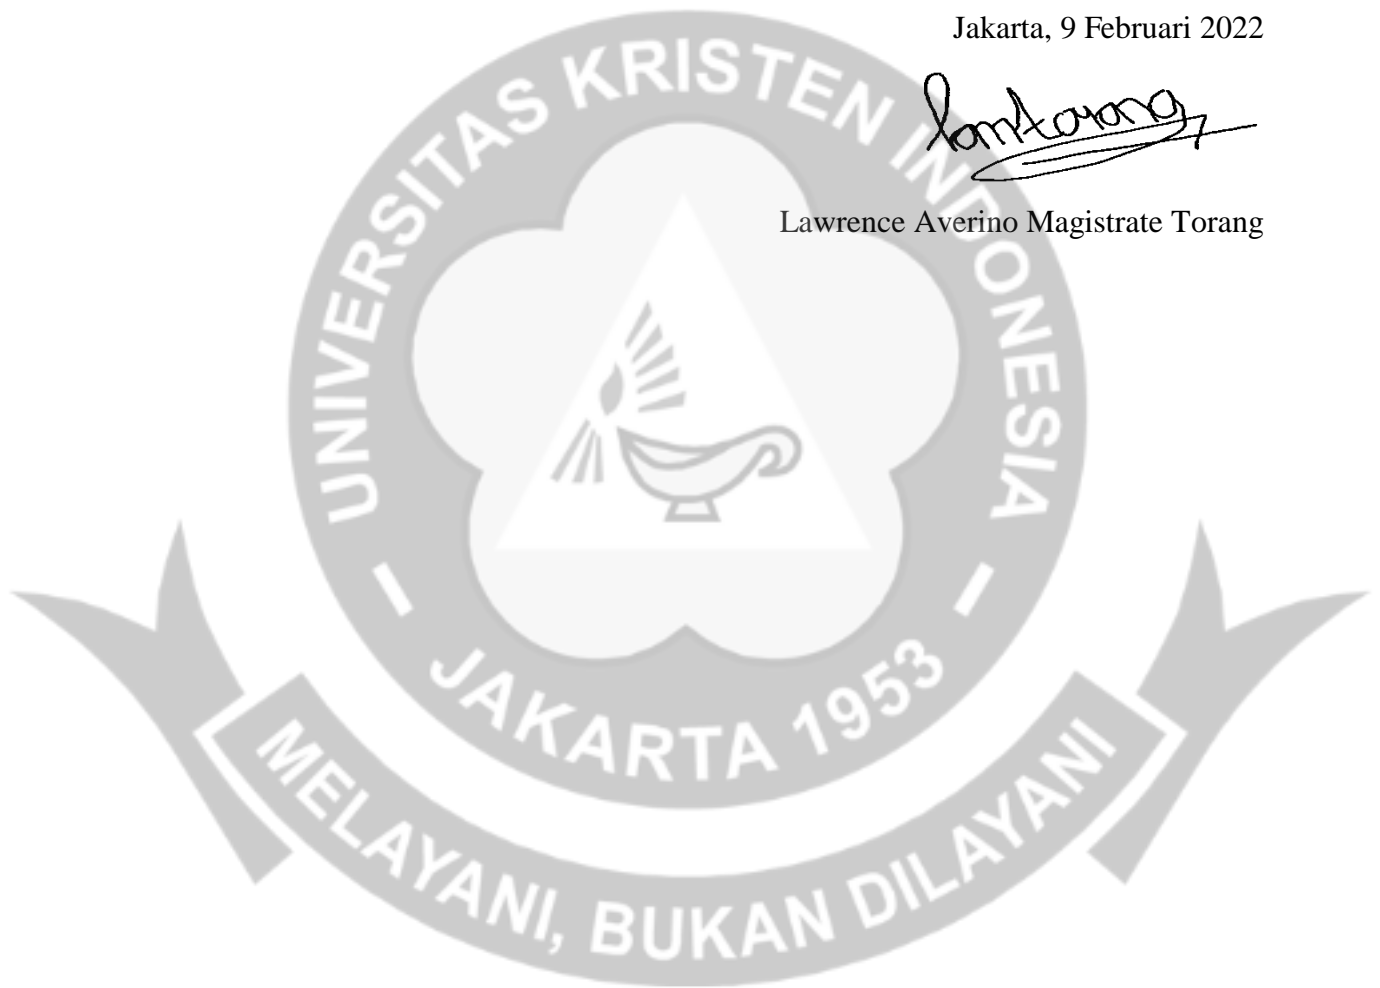 Jakarta, 9 Februari 2022
Lawrence Averino Magistrate Torang
UNIVERSITAS KRISTEN INDONESIA
JAKARTA 1953
MELAYANI, BUKAN DILAYANI